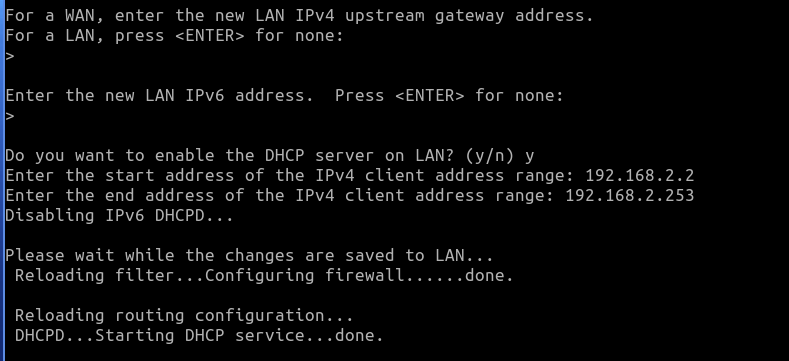 For a WAN, enter the new LAN IPv4 upstream gateway address.
For a LAN, press <ENTER> for none:
>
Enter the new LAN IPv6 address.  Press <ENTER> for none:
>
Do you want to enable the DHCP server on LAN? (y/n) y
Enter the start address of the IPv4 client address range: 192.168.2.2
Enter the end address of the IPv4 client address range: 192.168.2.253
Disabling IPv6 DHCPD...
Please wait while the changes are saved to LAN...
 Reloading filter...Configuring firewall......done.
 Reloading routing configuration...
 DHCPD...Starting DHCP service...done.